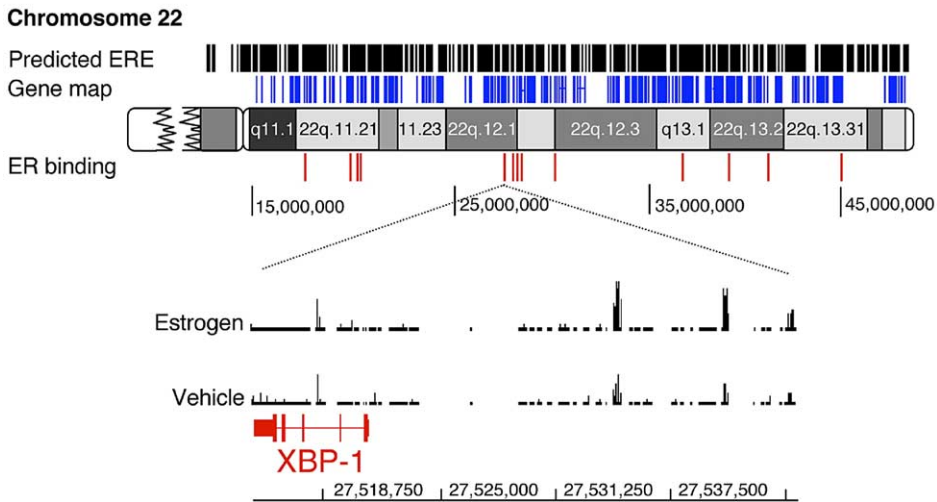 Chromosome 22
Predicted ERE
Gene map
q11.1 22q.11.21 11.23 22q.12.1 22q.12.3 q13.1 22q.13.2 22q.13.31
ER binding
15,000,000 25,000,000 35,000,000 45,000,000
Estrogen
Vehicle
XBP-1
27,518,750 27,525,000 27,531,250 27,537,500